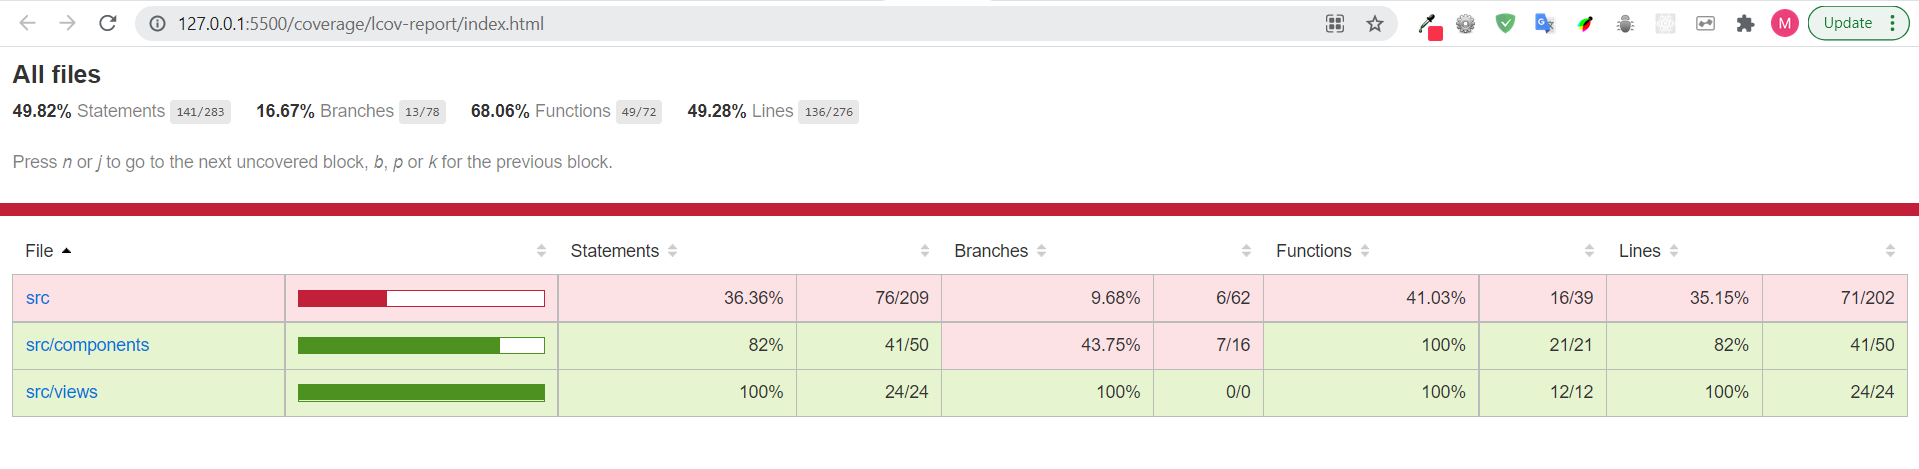 127.0.0.1:5500/coverage/lcov-report/index.html
M
Update
All files
49.82% Statements 141/283 16.67% Branches 13/78 68.06% Functions 49/72 49.28% Lines 136/276
Press n or j to go to the next uncovered block, b, p or k for the previous block.
File Statements Branches Functions Lines
src 36.36% 76/209 9.68% 6/62 41.03% 16/39 35.15% 71/202
src/components 82% 41/50 43.75% 7/16 100% 21/21 82% 41/50
src/views 100% 24/24 100% 0/0 100% 12/12 100% 24/24